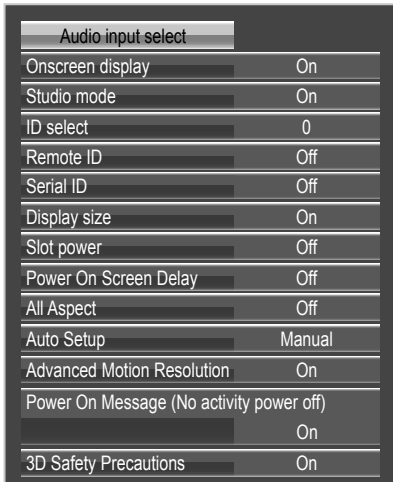 Audio input select
Onscreen display On
Studio mode On
ID select 0
Remote ID Off
Serial ID Off
Display size On
Slot power Off
Power On Screen Delay Off
All Aspect Off
Auto Setup Manual
Advanced Motion Resolution On
Power On Message (No activity power off)
On
3D Safety Precautions On